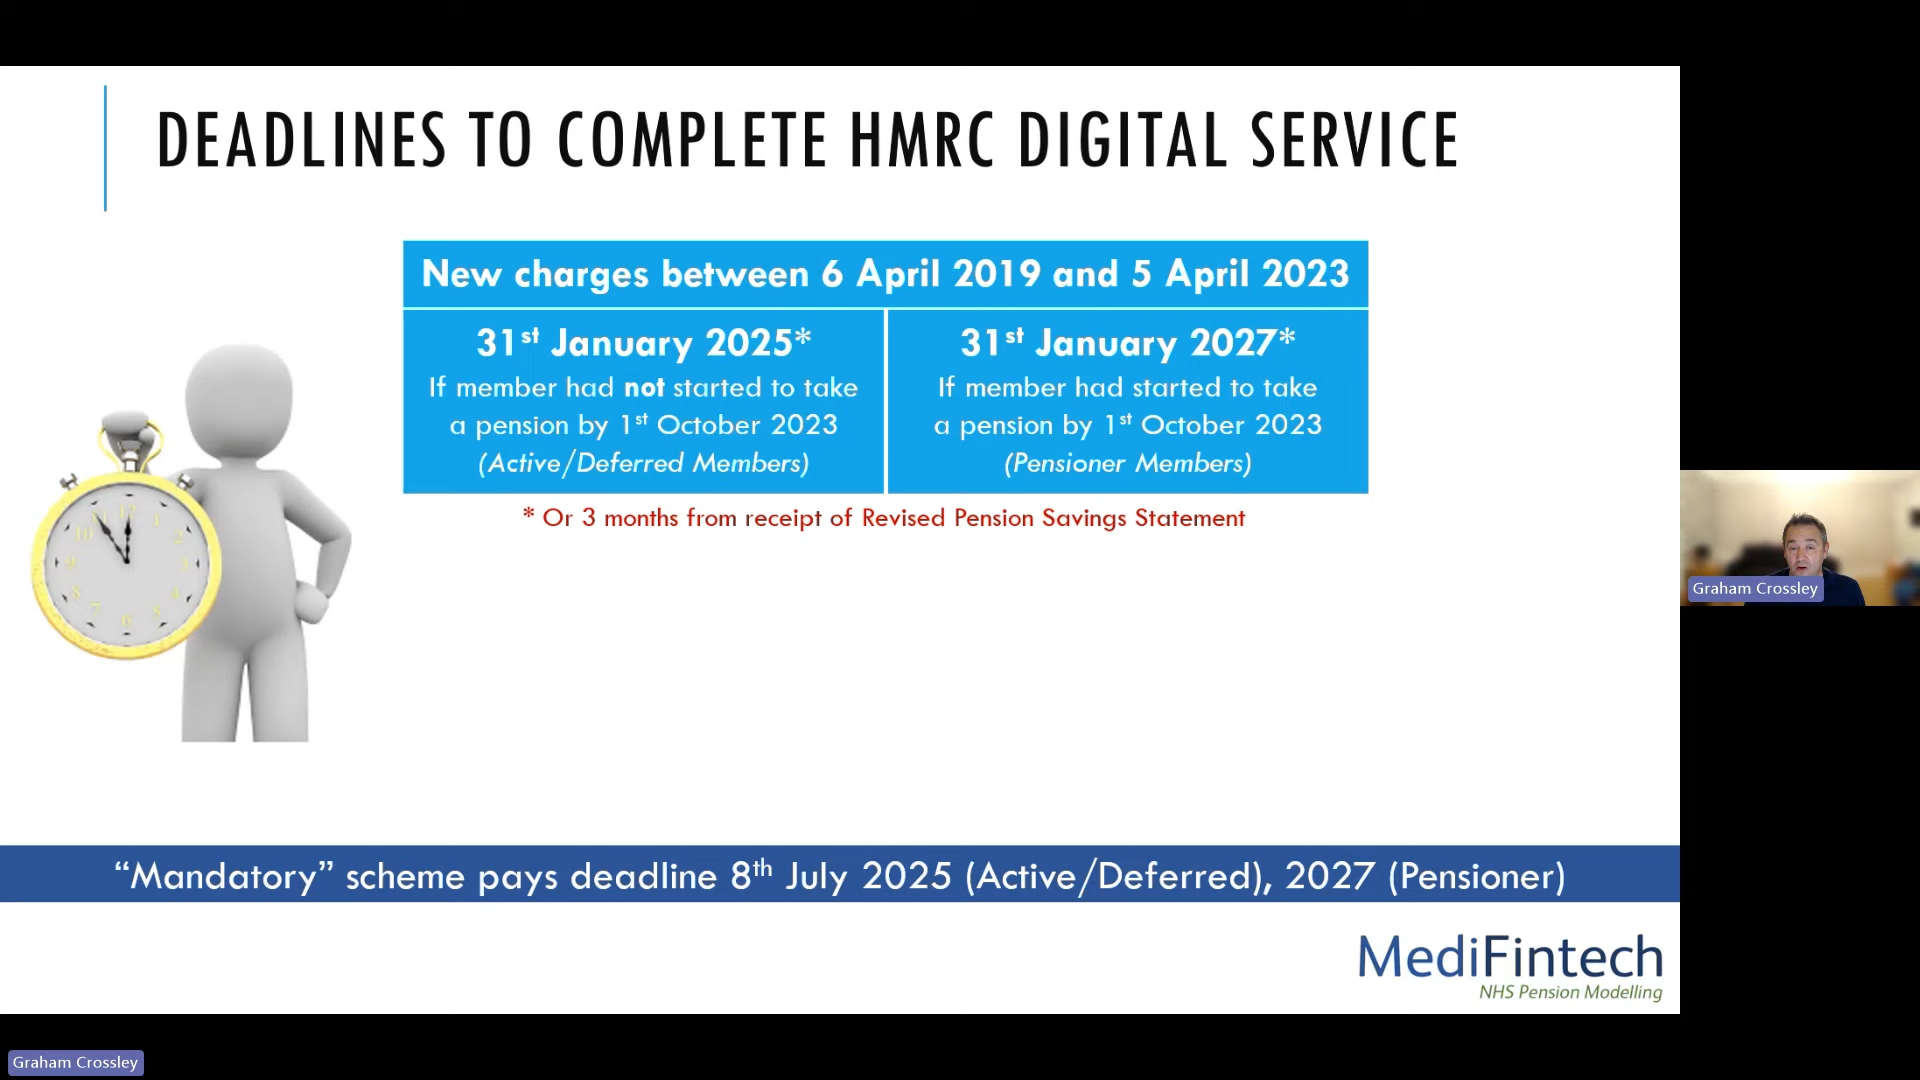 DEADLINES TO COMPLETE HMRC DIGITAL SERVICE
New charges between 6 April 2019 and 5 April 2023
31st January 2025*
If member had not started to take
a pension by 1st October 2023
(Active/Deferred Members)
31st January 2027*
If member had started to take
a pension by 1st October 2023
(Pensioner Members)
* Or 3 months from receipt of Revised Pension Savings Statement
“Mandatory” scheme pays deadline 8th July 2025 (Active/Deferred), 2027 (Pensioner)
MediFintech
NHS Pension Modelling
Graham Crossley
Graham Crossley